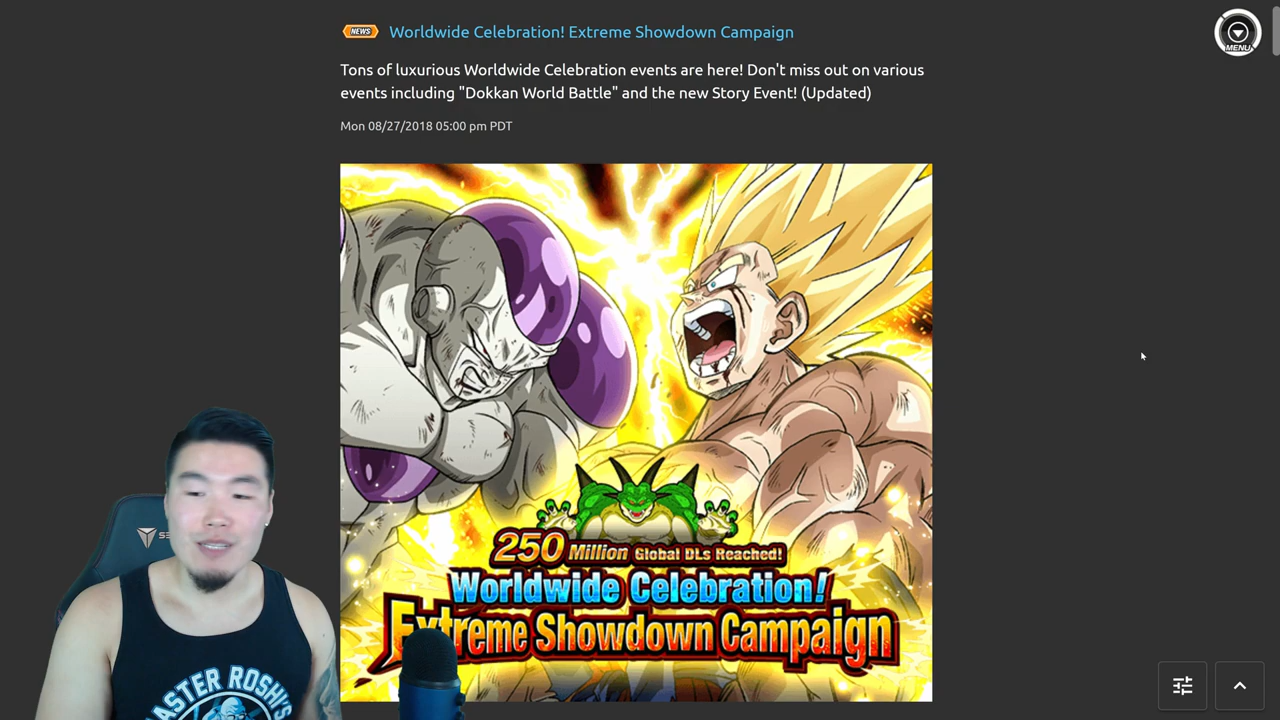 NEWS Worldwide Celebration! Extreme Showdown Campaign
Tons of luxurious Worldwide Celebration events are here! Don't miss out on various
events including "Dokkan World Battle" and the new Story Event! (Updated)
Mon 08/27/2018 05:00 pm PDT
MENU
250 Million Global DLs Reached!
Worldwide Celebration!
Extreme Showdown Campaign
MASTER ROSHI'S